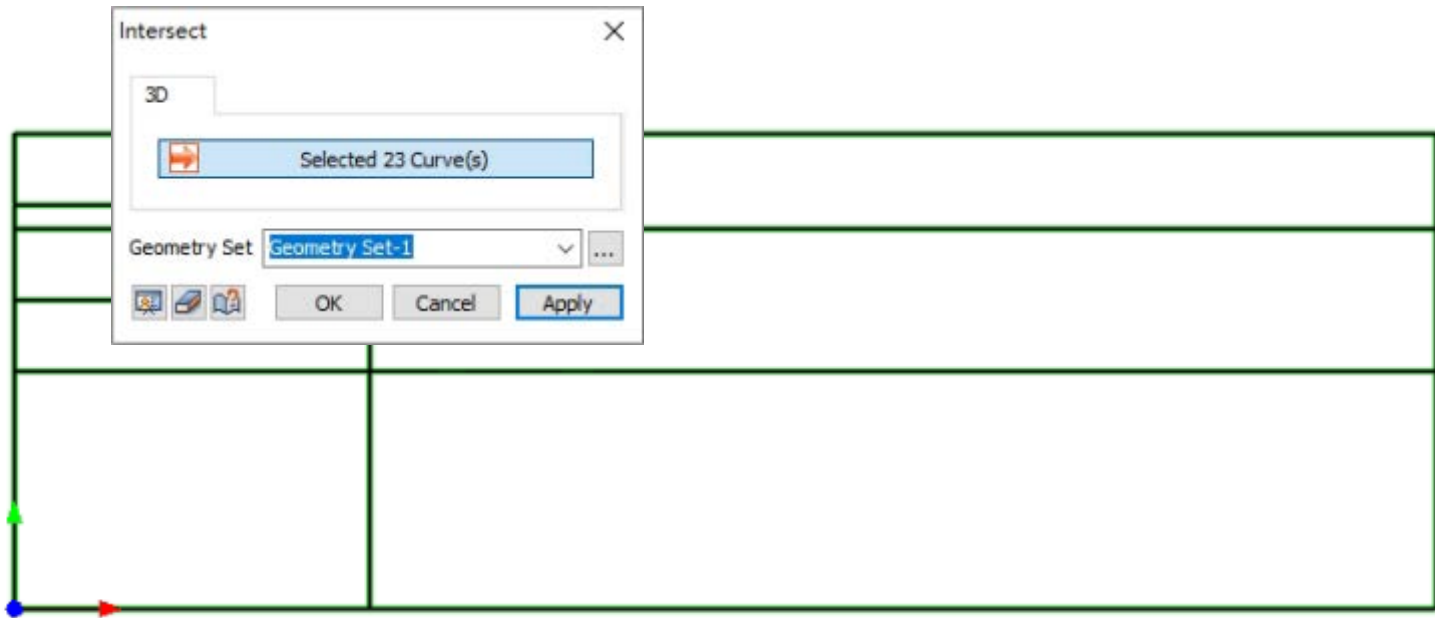 Intersect
3D
Selected 23 Curve(s)
Geometry Set Geometry Set-1 ...
OK Cancel Apply